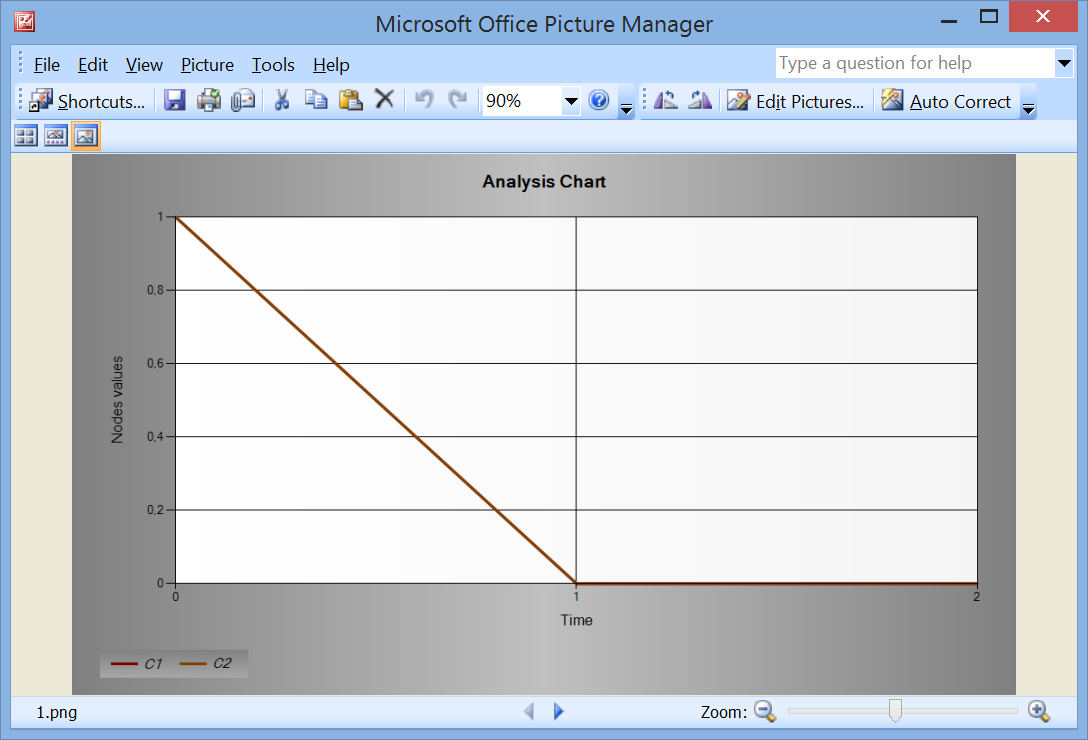 Microsoft Office Picture Manager
File Edit View Picture Tools Help
Type a question for help
Shortcuts... 90% Edit Pictures... Auto Correct
Analysis Chart
1
0,8
0,6
0,4
0,2
0
Nodes values
0 1 2
Time
C1 C2
1.png
Zoom: